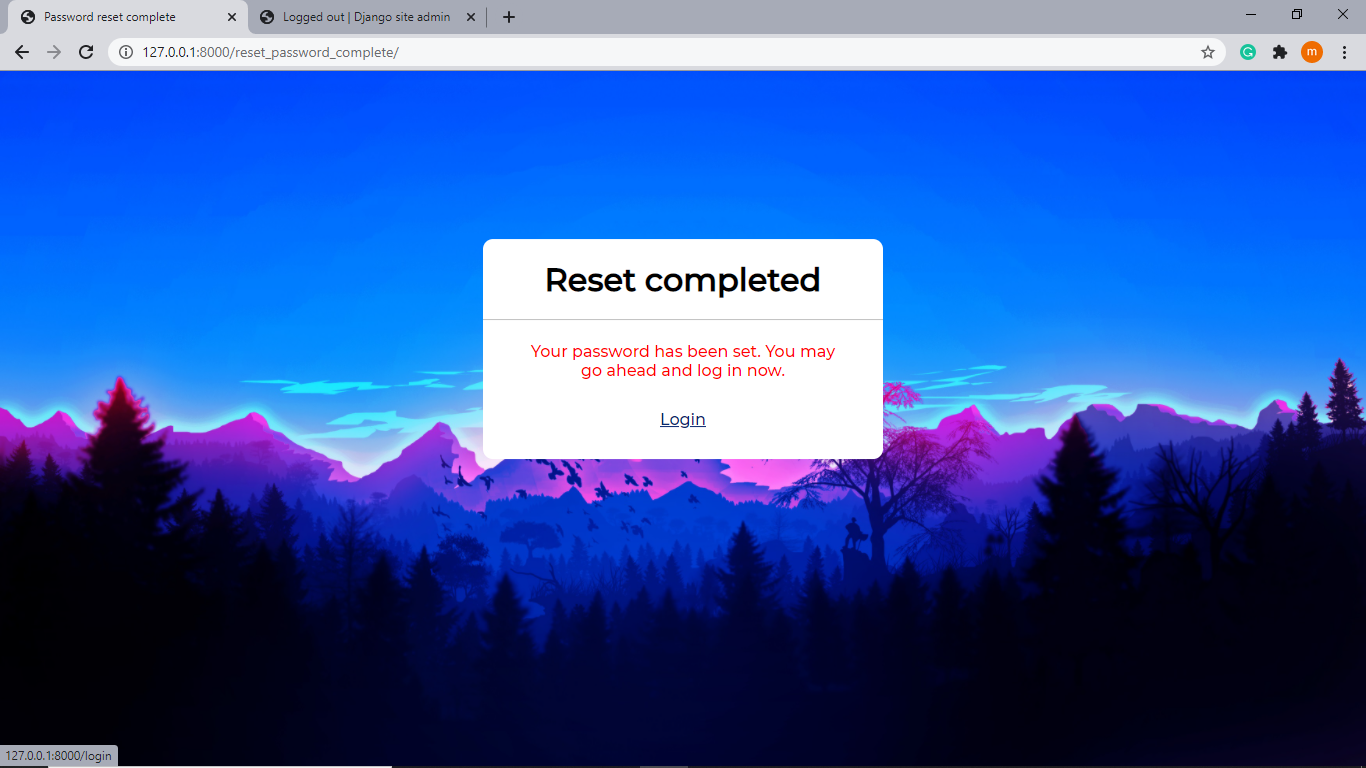 Password reset complete
Logged out | Django site admin
127.0.0.1:8000/reset_password_complete/
m
Reset completed
Your password has been set. You may
go ahead and log in now.
Login
127.0.0.1:8000/login